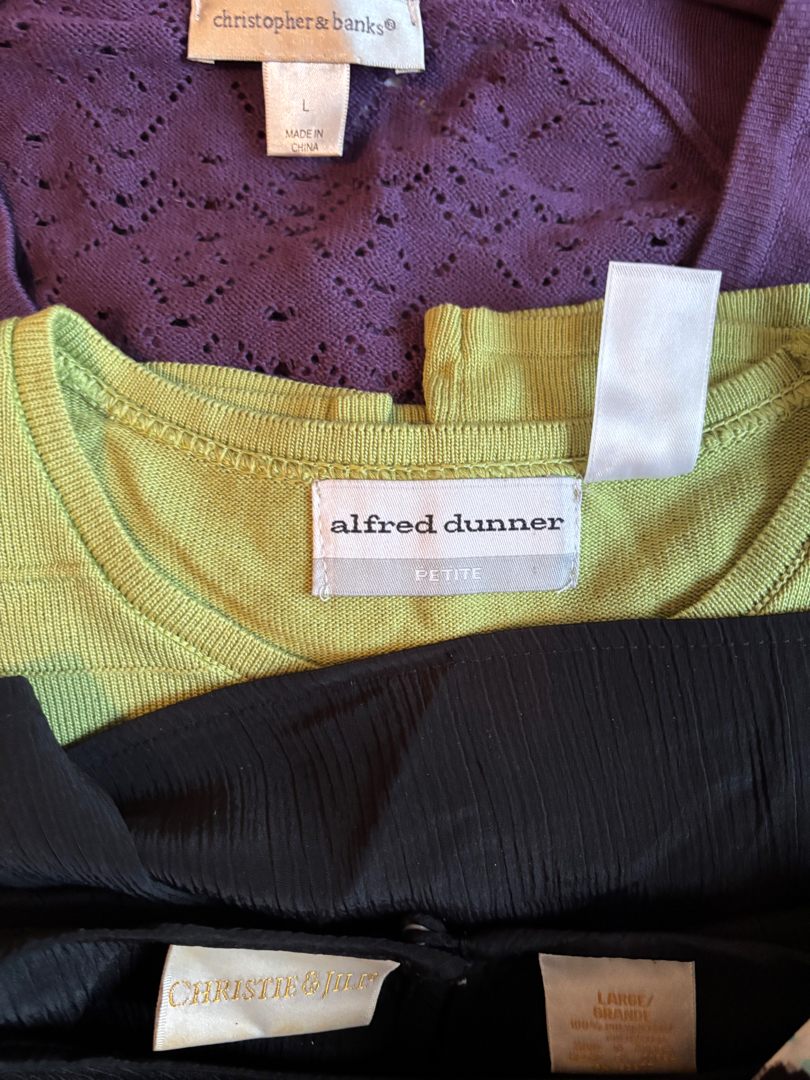 christopher & banks®
L
MADE IN
CHINA
alfred dunner
PETITE
CHRISTIE & JILL
LARGE/
GRANDE
100%